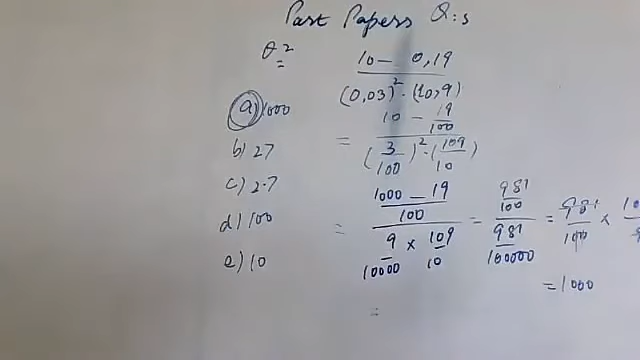 Past Papers Q:s
Q 2
10 - 0,19
(0,03)² · (10,9)
a) 1000
b) 27
c) 2.7
d) 100
e) 10
= 10 - 19/100
(3/100)² · (109/10)
= (1000 - 19)/100
9/10000 × 109/10
= 981/100
981/100000
= 981/100 ×
= 1000
=